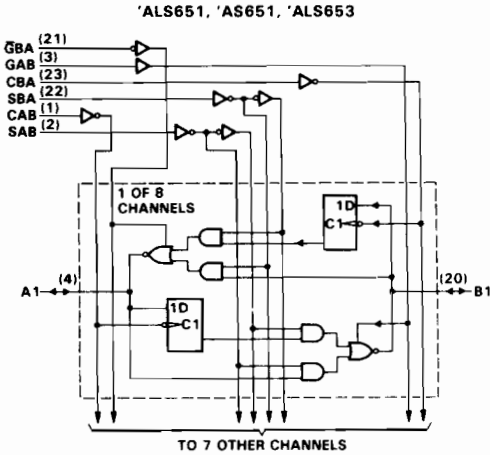 'ALS651, 'AS651, 'ALS653
G̅BA (21)
GAB (3)
CBA (23)
SBA (22)
CAB (1)
SAB (2)
1 OF 8
CHANNELS
1D
C1
A1 (4)
(20) B1
1D
C1
TO 7 OTHER CHANNELS